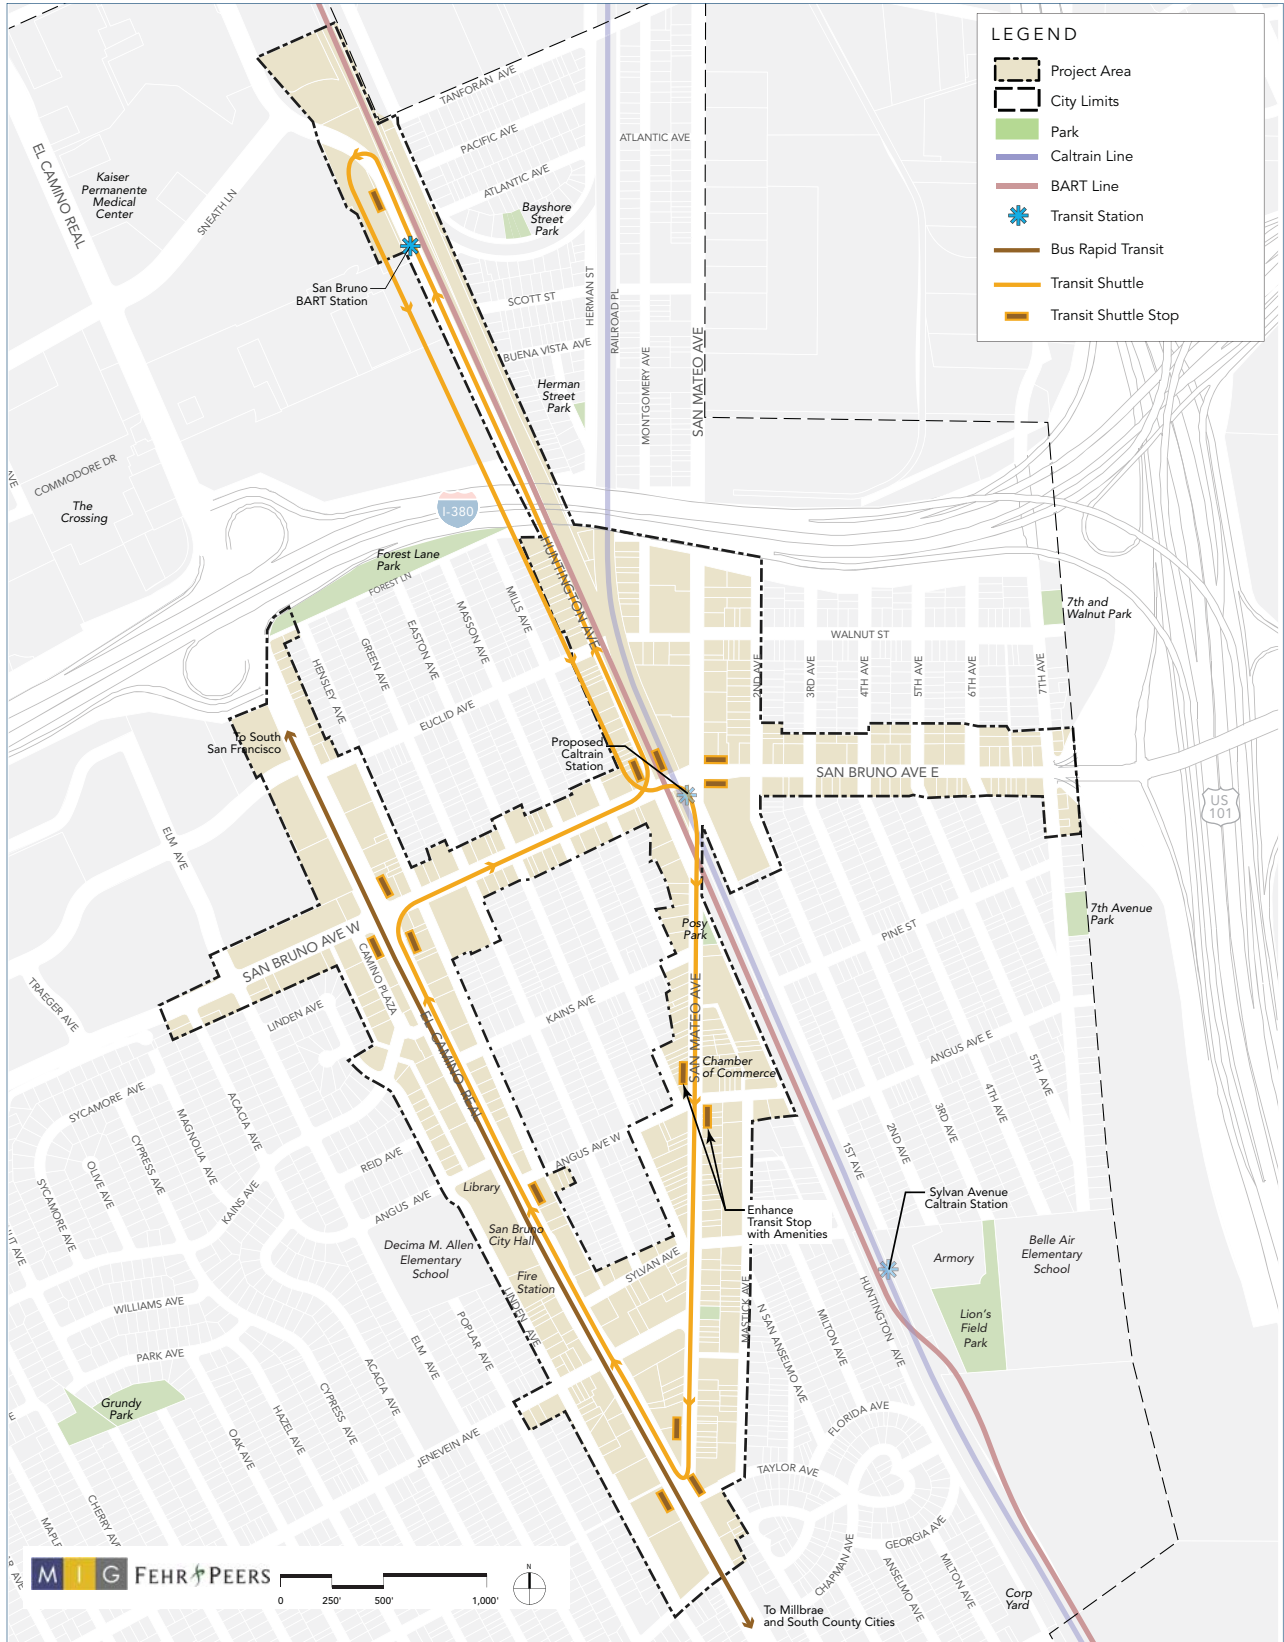 LEGEND
Project Area
City Limits
Park
Caltrain Line
BART Line
Transit Station
Bus Rapid Transit
Transit Shuttle
Transit Shuttle Stop
TANFORAN AVE
PACIFIC AVE
ATLANTIC AVE
ATLANTIC AVE
EL CAMINO REAL
Kaiser
Permanente
Medical
Center
SNEATH LN
Bayshore
Street
Park
San Bruno
BART Station
SCOTT ST
HERMAN ST
RAILROAD PL
BUENA VISTA AVE
MONTGOMERY AVE
SAN MATEO AVE
Herman
Street
Park
AVE
COMMODORE DR
The
Crossing
I-380
Forest Lane
Park
FOREST LN
HUNTINGTON AVE
MILLS AVE
MASSON AVE
EASTON AVE
GREEN AVE
HENSLEY AVE
EUCLID AVE
7th and
Walnut Park
WALNUT ST
2ND AVE
3RD AVE
4TH AVE
5TH AVE
6TH AVE
7TH AVE
To South
San Francisco
Proposed
Caltrain
Station
SAN BRUNO AVE E
US
101
ELM AVE
SAN BRUNO AVE W
CAMINO PLAZA
Posy
Park
PINE ST
7th Avenue
Park
TRAEGER AVE
LINDEN AVE
KAINS AVE
SAN MATEO AVE
EL CAMINO REAL
ANGUS AVE E
5TH AVE
4TH AVE
3RD AVE
2ND AVE
1ST AVE
Chamber
of Commerce
SYCAMORE AVE
ACACIA AVE
MAGNOLIA AVE
CYPRESS AVE
OLIVE AVE
SYCAMORE AVE
KAINS AVE
REID AVE
ANGUS AVE
ANGUS AVE W
Library
San Bruno
City Hall
Decima M. Allen
Elementary
School
Fire
Station
Enhance
Transit Stop
with Amenities
Sylvan Avenue
Caltrain Station
Armory
Belle Air
Elementary
School
Lion's
Field
Park
SYLVAN AVE
LINDEN AVE
MASTICK AVE
N SAN ANSELMO AVE
MILTON AVE
HUNTINGTON AVE
WILLIAMS AVE
PARK AVE
Grundy
Park
POPLAR AVE
ELM AVE
ACACIA AVE
CYPRESS AVE
HAZEL AVE
OAK AVE
JENEVEIN AVE
CHERRY AVE
MAPLE
FLORIDA AVE
TAYLOR AVE
GEORGIA AVE
CHAPMAN AVE
ANSELMO AVE
MILTON AVE
Corp
Yard
To Millbrae
and South County Cities
MIG
FEHR PEERS
0 250' 500' 1,000'
N